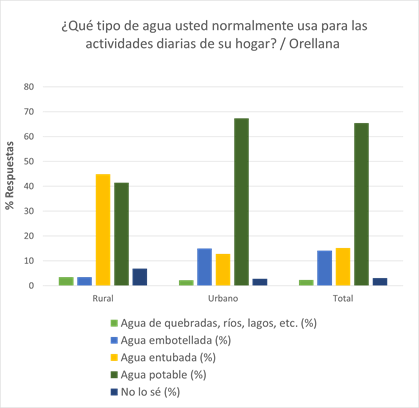 ¿Qué tipo de agua usted normalmente usa para las
actividades diarias de su hogar? / Orellana
% Respuestas
80
70
60
50
40
30
20
10
0
Rural
Urbano
Total
Agua de quebradas, ríos, lagos, etc. (%)
Agua embotellada (%)
Agua entubada (%)
Agua potable (%)
No lo sé (%)